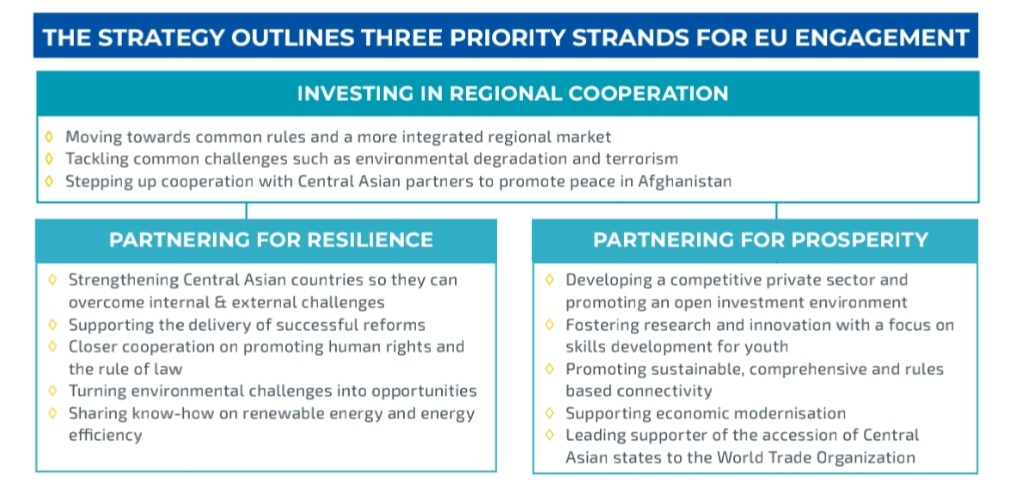 THE STRATEGY OUTLINES THREE PRIORITY STRANDS FOR EU ENGAGEMENT
INVESTING IN REGIONAL COOPERATION
◊ Moving towards common rules and a more integrated regional market
◊ Tackling common challenges such as environmental degradation and terrorism
◊ Stepping up cooperation with Central Asian partners to promote peace in Afghanistan
PARTNERING FOR RESILIENCE
◊ Strengthening Central Asian countries so they can
overcome internal & external challenges
◊ Supporting the delivery of successful reforms
◊ Closer cooperation on promoting human rights and
the rule of law
◊ Turning environmental challenges into opportunities
◊ Sharing know-how on renewable energy and energy
efficiency
PARTNERING FOR PROSPERITY
◊ Developing a competitive private sector and
promoting an open investment environment
◊ Fostering research and innovation with a focus on
skills development for youth
◊ Promoting sustainable, comprehensive and rules
based connectivity
◊ Supporting economic modernisation
◊ Leading supporter of the accession of Central
Asian states to the World Trade Organization